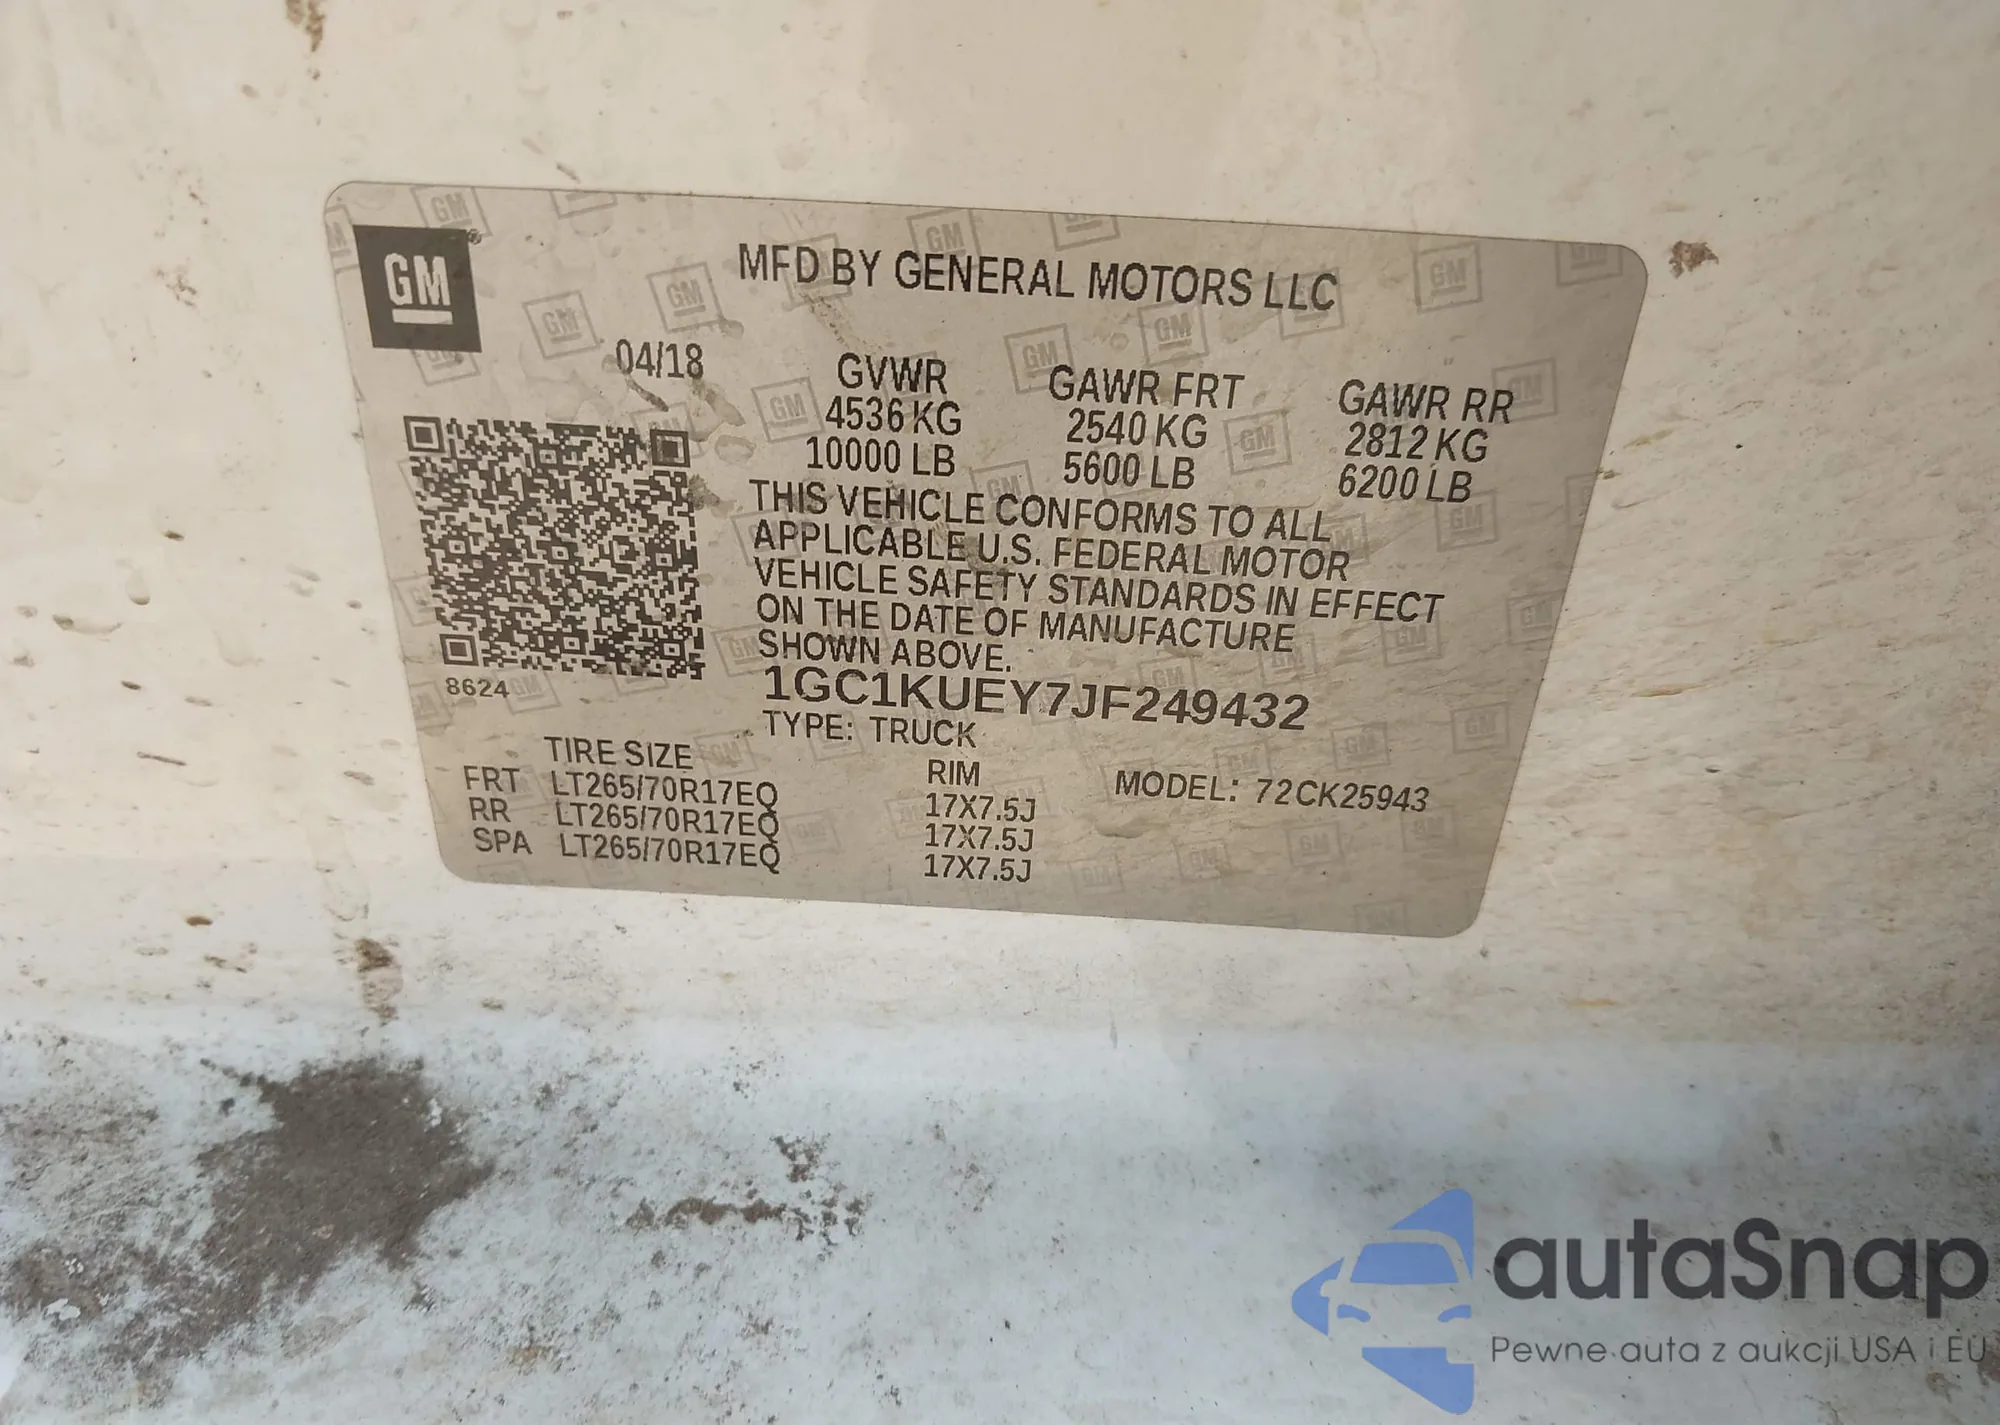 GM
MFD BY GENERAL MOTORS LLC
04/18
GVWR GAWR FRT GAWR RR
4536 KG 2540 KG 2812 KG
10000 LB 5600 LB 6200 LB
THIS VEHICLE CONFORMS TO ALL
APPLICABLE U.S. FEDERAL MOTOR
VEHICLE SAFETY STANDARDS IN EFFECT
ON THE DATE OF MANUFACTURE
SHOWN ABOVE.
8624
1GC1KUEY7JF249432
TYPE: TRUCK
TIRE SIZE RIM MODEL: 72CK25943
FRT LT265/70R17EQ 17X7.5J
RR LT265/70R17EQ 17X7.5J
SPA LT265/70R17EQ 17X7.5J
autaSnap
Pewne auta z aukcji USA i EU